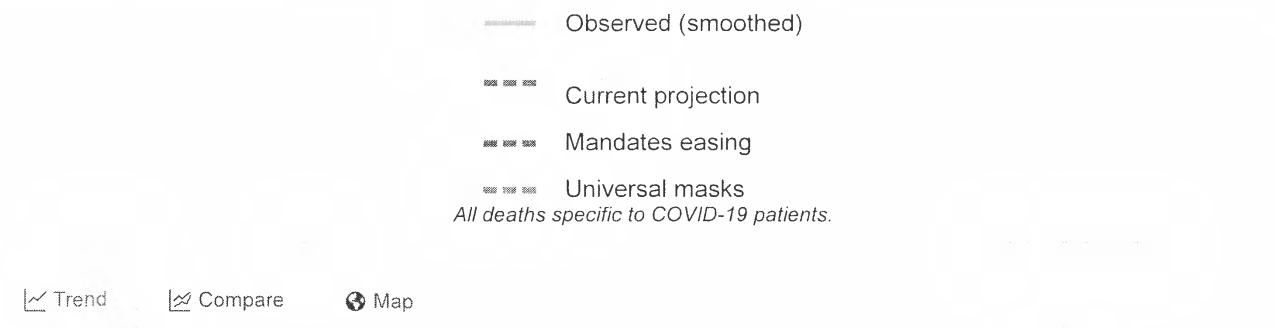 Observed (smoothed)
Current projection
Mandates easing
Universal masks
All deaths specific to COVID-19 patients.
Trend Compare Map